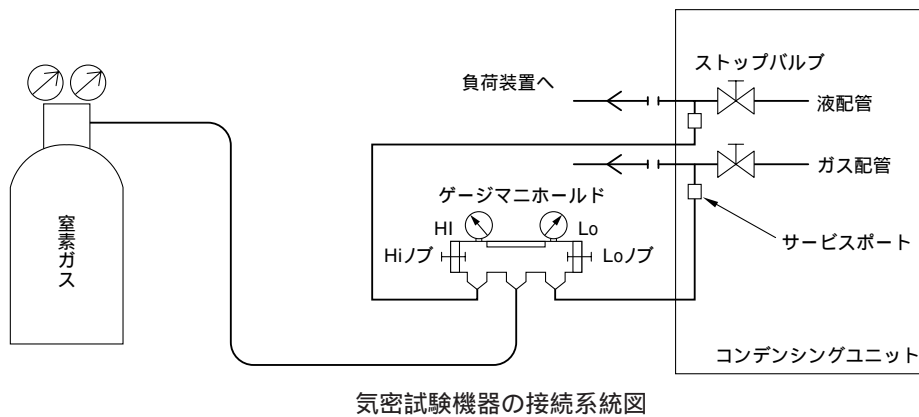 ストップバルブ
負荷装置へ
液配管
ガス配管
ゲージマニホールド
HI
Lo
サービスポート
Hiノブ
Loノブ
窒素ガス
コンデンシングユニット
気密試験機器の接続系統図